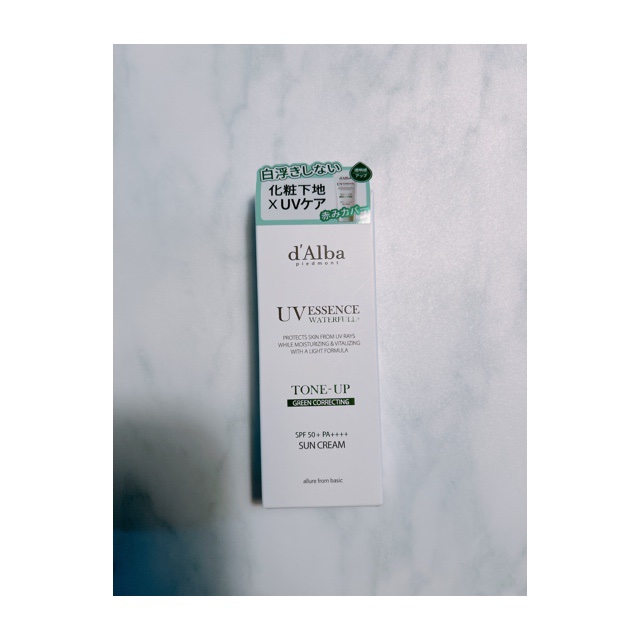 白浮きしない
化粧下地
×UVケア
赤みカバー
d'Alba
piedmont
UV ESSENCE
WATERFULL+
PROTECTS SKIN FROM UV RAYS
WHILE MOISTURIZING & VITALIZING
WITH A LIGHT FORMULA
TONE-UP
GREEN CORRECTING
SPF 50+ PA++++
SUN CREAM
allure from basic